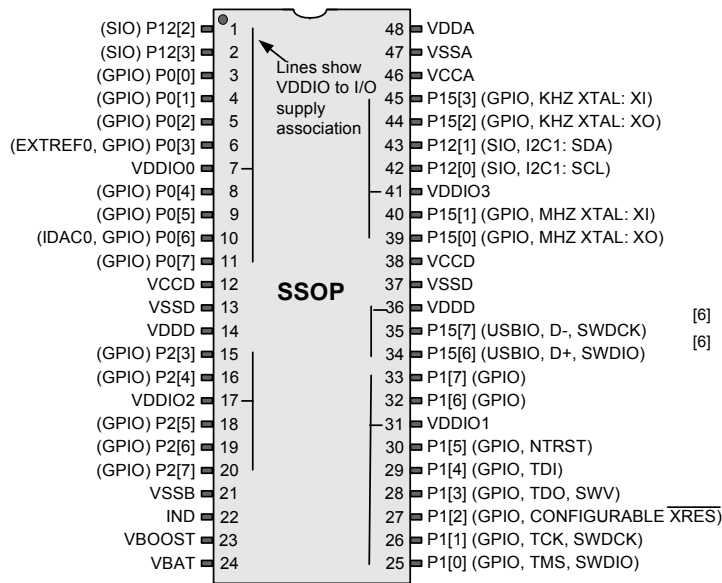 (SIO) P12[2] 1 48 VDDA
(SIO) P12[3] 2 47 VSSA
(GPIO) P0[0] 3 Lines show 46 VCCA
(GPIO) P0[1] 4 VDDIO to I/O 45 P15[3] (GPIO, KHZ XTAL: XI)
(GPIO) P0[2] 5 supply 44 P15[2] (GPIO, KHZ XTAL: XO)
(EXTREF0, GPIO) P0[3] 6 association 43 P12[1] (SIO, I2C1: SDA)
VDDIO0 7 42 P12[0] (SIO, I2C1: SCL)
(GPIO) P0[4] 8 41 VDDIO3
(GPIO) P0[5] 9 40 P15[1] (GPIO, MHZ XTAL: XI)
(IDAC0, GPIO) P0[6] 10 39 P15[0] (GPIO, MHZ XTAL: XO)
(GPIO) P0[7] 11 38 VCCD
VCCD 12 SSOP 37 VSSD
VSSD 13 36 VDDD
VDDD 14 35 P15[7] (USBIO, D-, SWDCK) [6]
(GPIO) P2[3] 15 34 P15[6] (USBIO, D+, SWDIO) [6]
(GPIO) P2[4] 16 33 P1[7] (GPIO)
VDDIO2 17 32 P1[6] (GPIO)
(GPIO) P2[5] 18 31 VDDIO1
(GPIO) P2[6] 19 30 P1[5] (GPIO, NTRST)
(GPIO) P2[7] 20 29 P1[4] (GPIO, TDI)
VSSB 21 28 P1[3] (GPIO, TDO, SWV)
IND 22 27 P1[2] (GPIO, CONFIGURABLE XRES)
VBOOST 23 26 P1[1] (GPIO, TCK, SWDCK)
VBAT 24 25 P1[0] (GPIO, TMS, SWDIO)